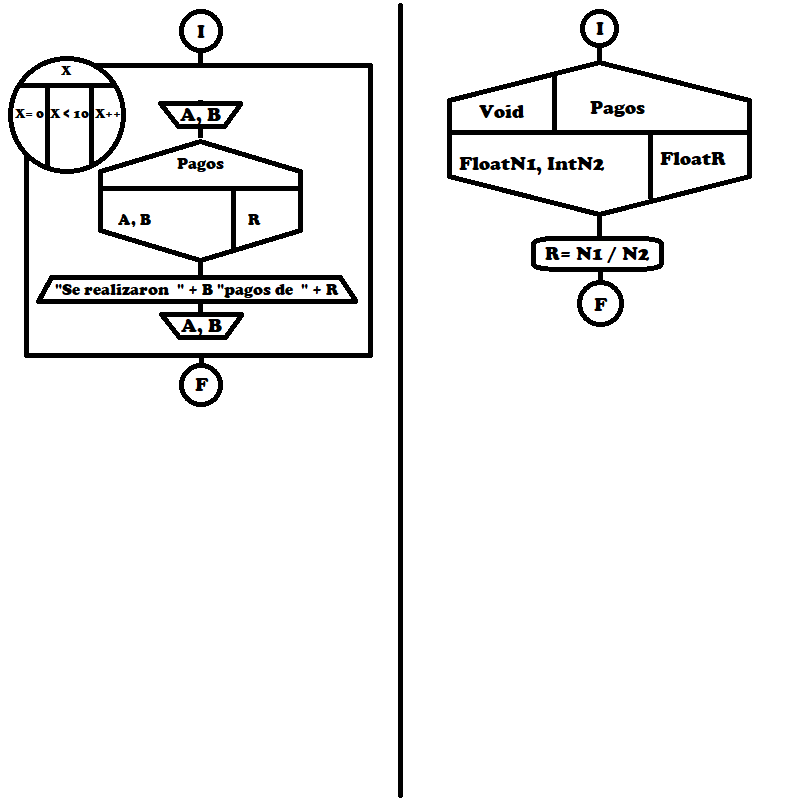 I
X
X= 0 X < 10 X++
A, B
Pagos
A, B R
"Se realizaron " + B "pagos de " + R
A, B
F
I
Void Pagos
FloatN1, IntN2 FloatR
R= N1 / N2
F